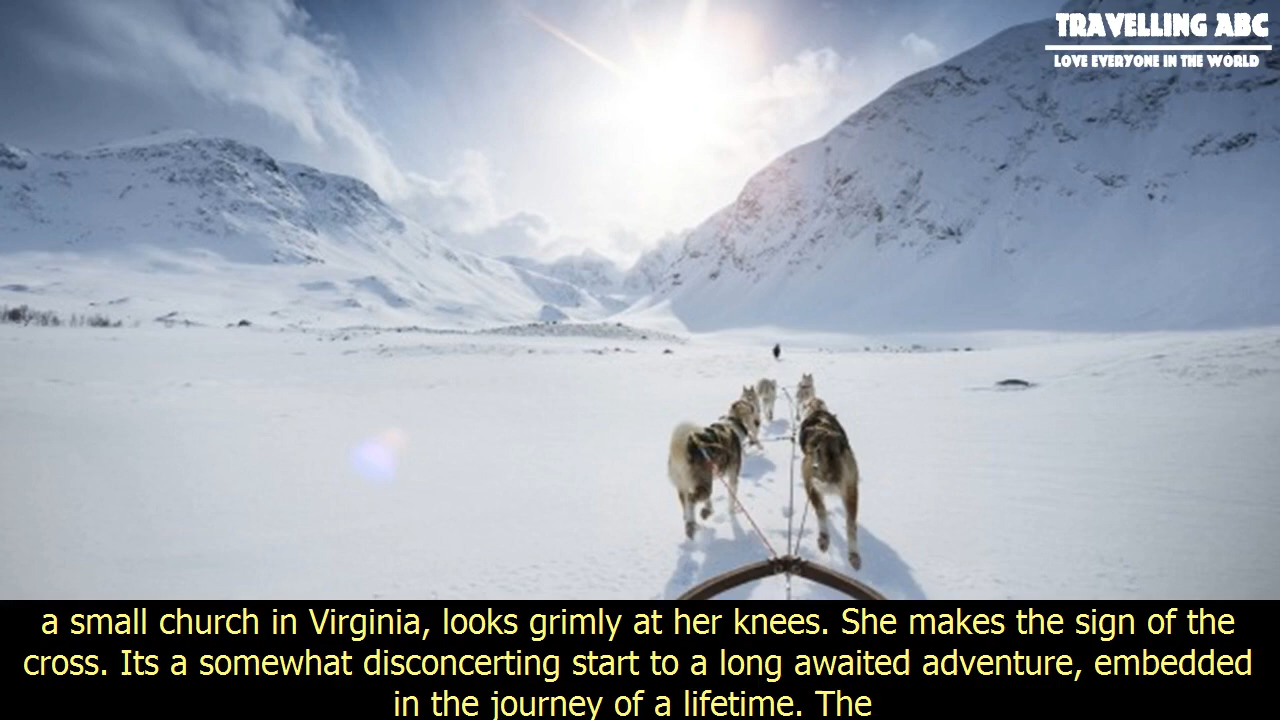 TRAVELLING ABC
LOVE EVERYONE IN THE WORLD
a small church in Virginia, looks grimly at her knees. She makes the sign of the
cross. Its a somewhat disconcerting start to a long awaited adventure, embedded
in the journey of a lifetime. The